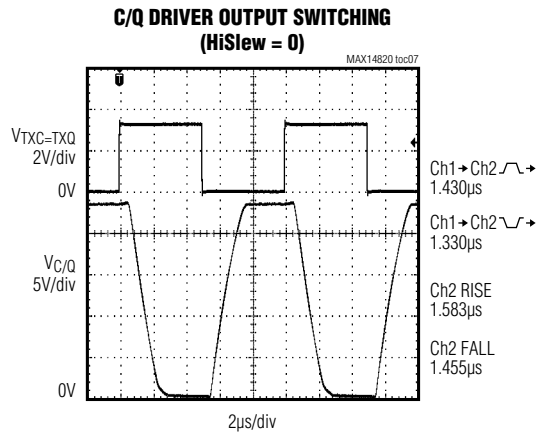 C/Q DRIVER OUTPUT SWITCHING
(HiSlew = 0)
MAX14820 toc07
T
VTXC=TXQ
2V/div
0V
VC/Q
5V/div
0V
Ch1→Ch2
1.430µs
Ch1→Ch2
1.330µs
Ch2 RISE
1.583µs
Ch2 FALL
1.455µs
2µs/div